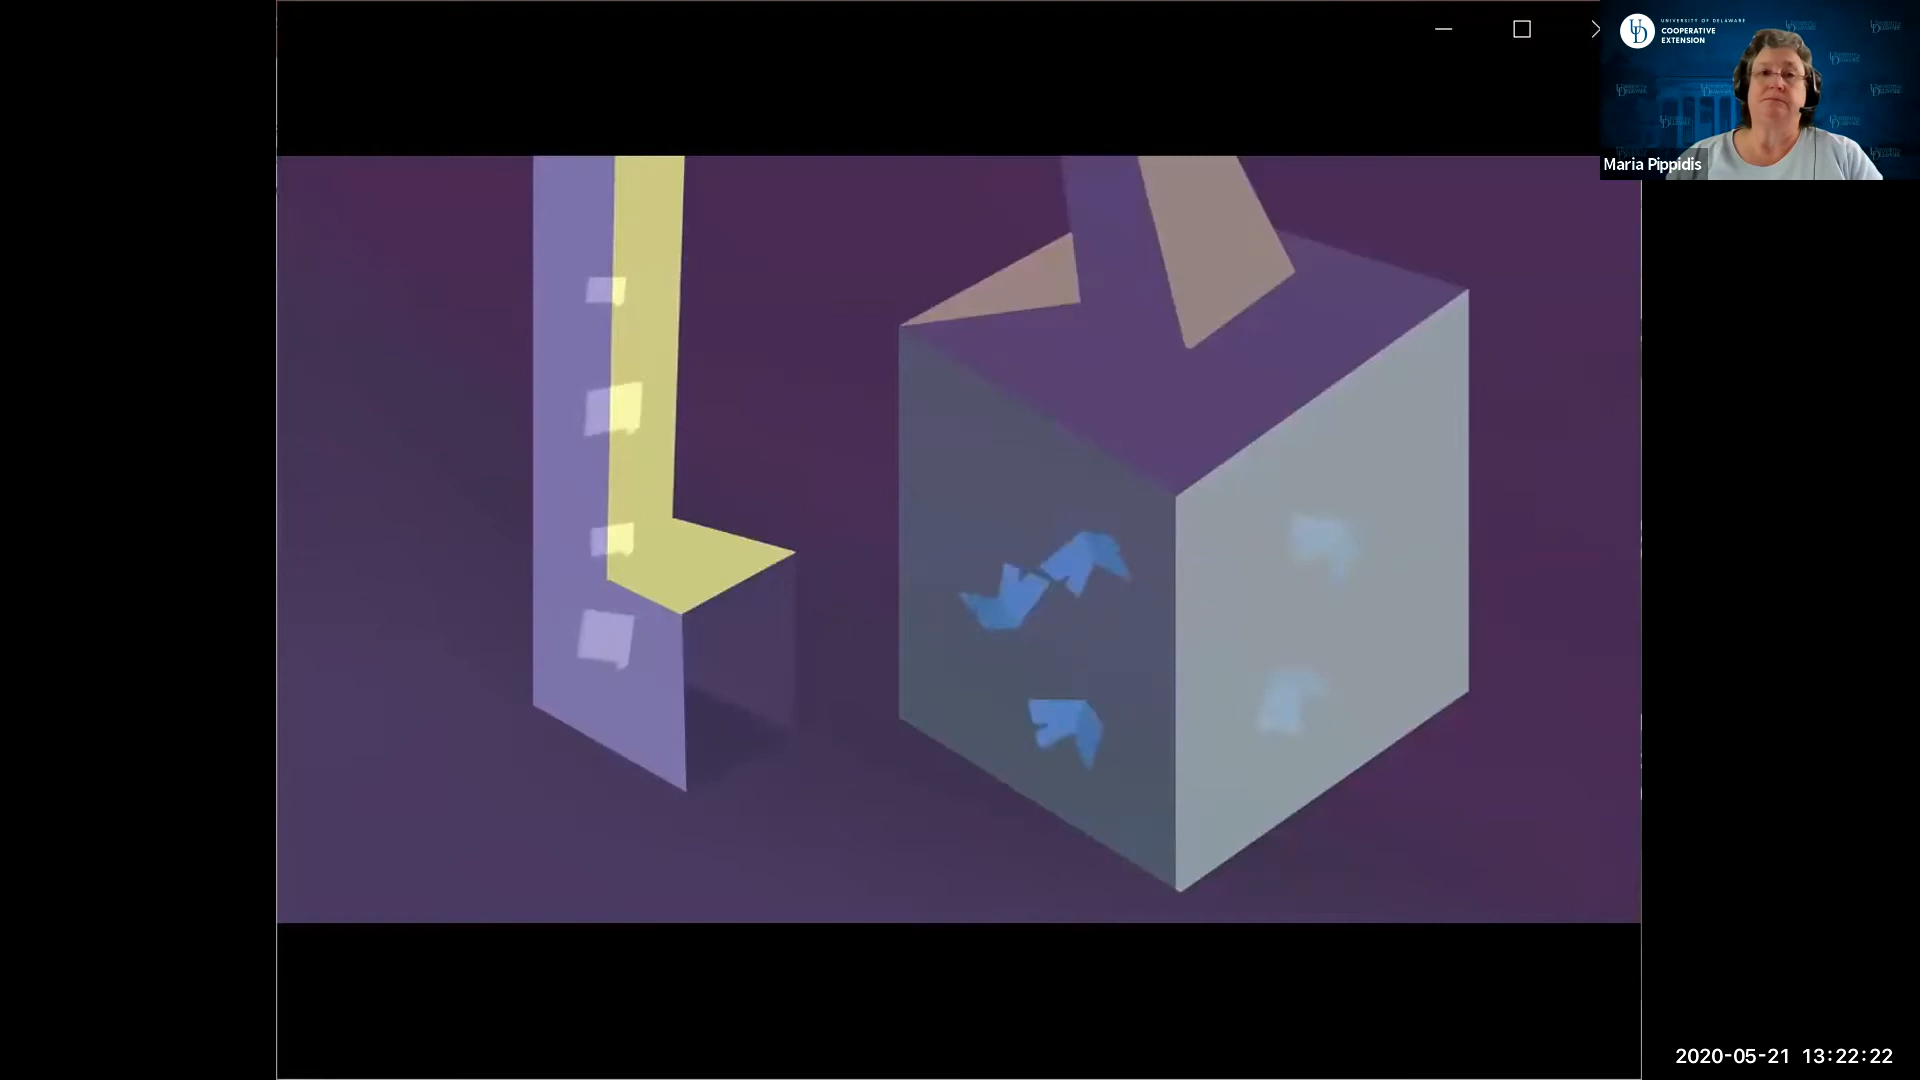 UNIVERSITY OF DELAWARE
COOPERATIVE
EXTENSION
Maria Pippidis
2020-05-21 13:22:22